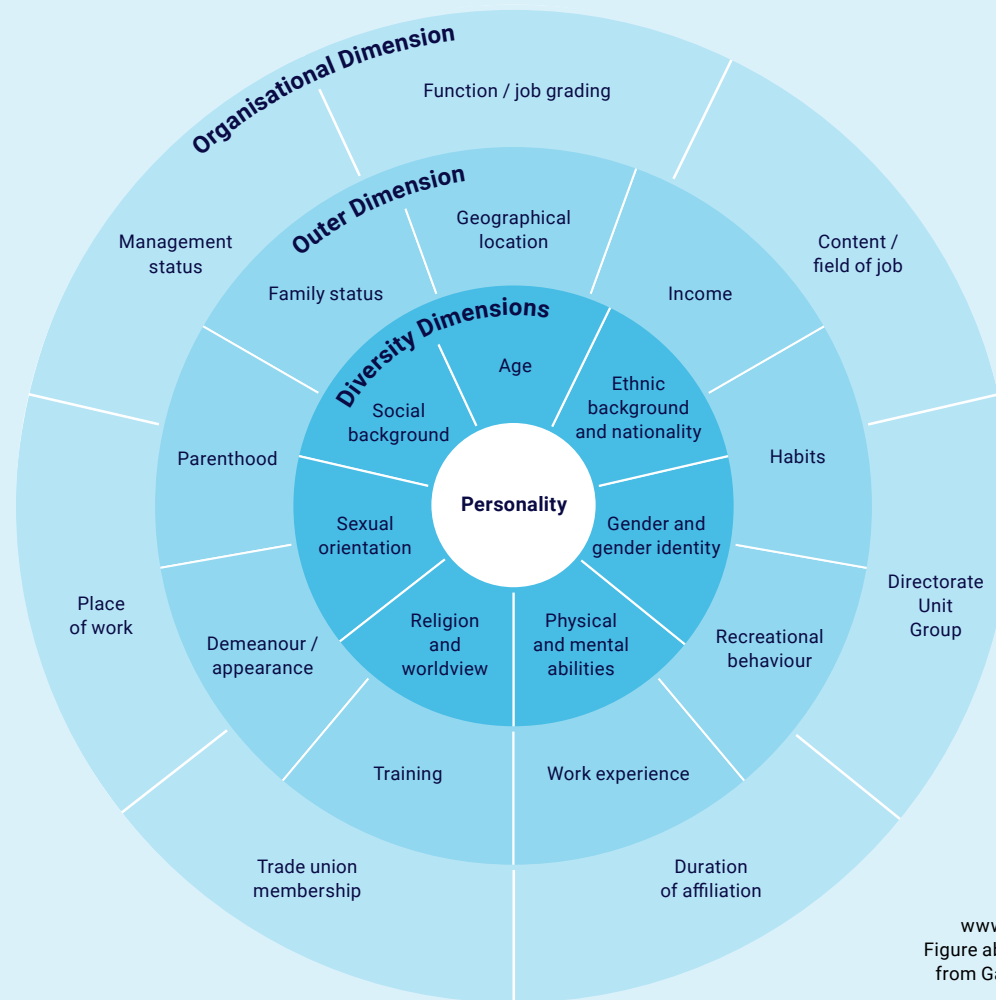 Organisational Dimension
Function / job grading
Content /
field of job
Directorate
Unit
Group
Duration
of affiliation
Trade union
membership
Place
of work
Management
status
Outer Dimension
Geographical
location
Income
Habits
Recreational
behaviour
Work experience
Training
Demeanour /
appearance
Parenthood
Family status
Diversity Dimensions
Age
Ethnic
background
and nationality
Gender and
gender identity
Physical
and mental
abilities
Religion
and
worldview
Sexual
orientation
Social
background
Personality
www
Figure
from